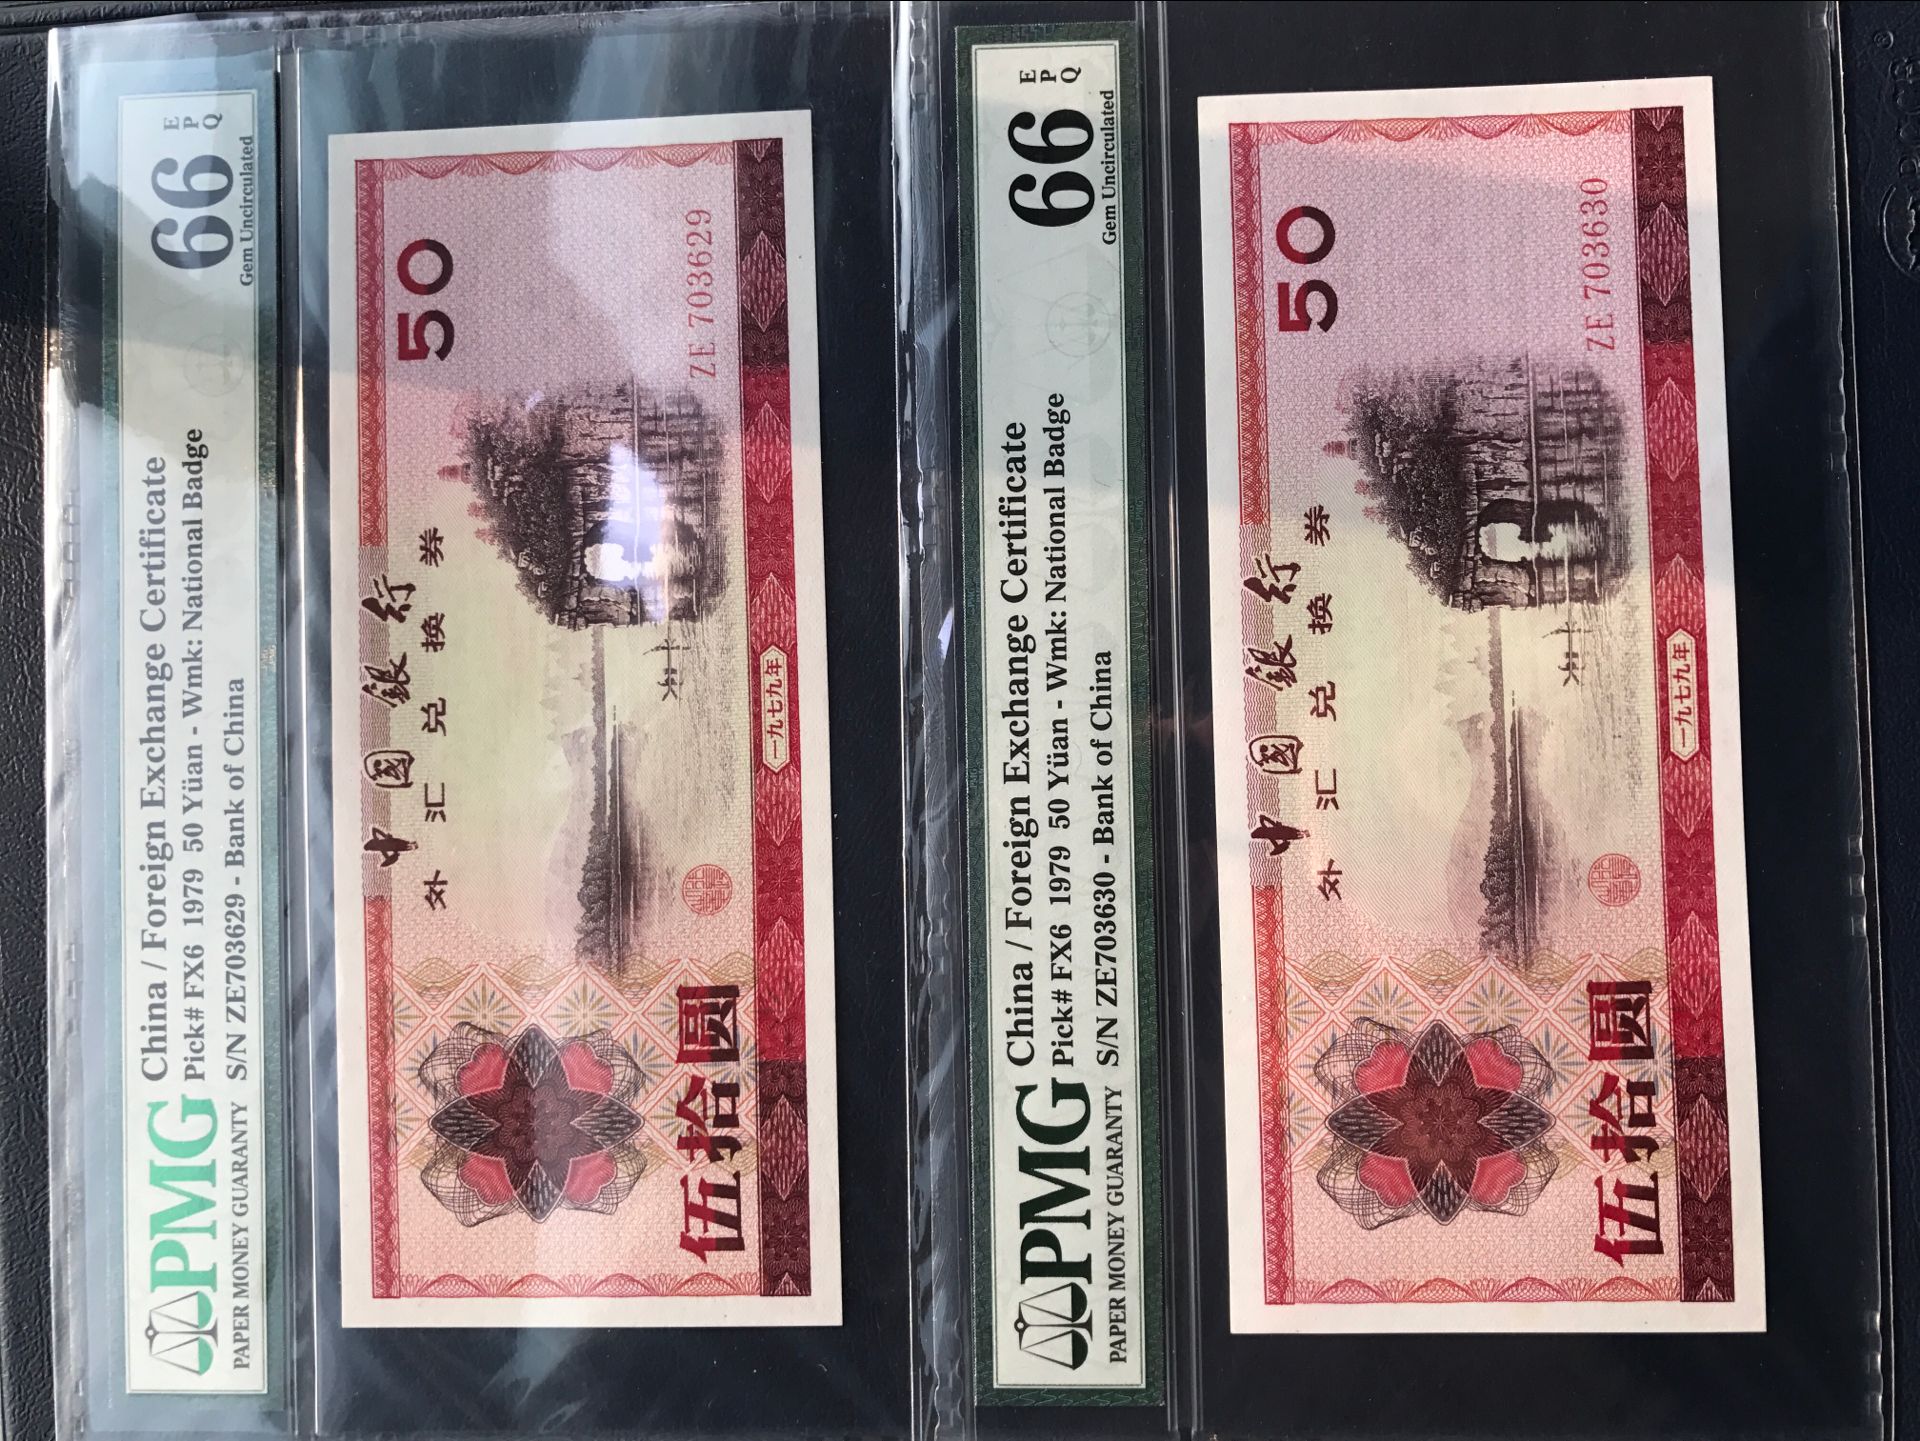 PMG
PAPER MONEY GUARANTY
China / Foreign Exchange Certificate
Pick# FX6 1979 50 Yüan - Wmk: National Badge
S/N ZE703629 - Bank of China
66
EPQ
Gem Uncirculated
中國銀行
外汇兑换券
50
ZE 703629
伍拾圆
一九七九年
PMG
PAPER MONEY GUARANTY
China / Foreign Exchange Certificate
Pick# FX6 1979 50 Yüan - Wmk: National Badge
S/N ZE703630 - Bank of China
66
EPQ
Gem Uncirculated
中國銀行
外汇兑换券
50
ZE 703630
伍拾圆
一九七九年